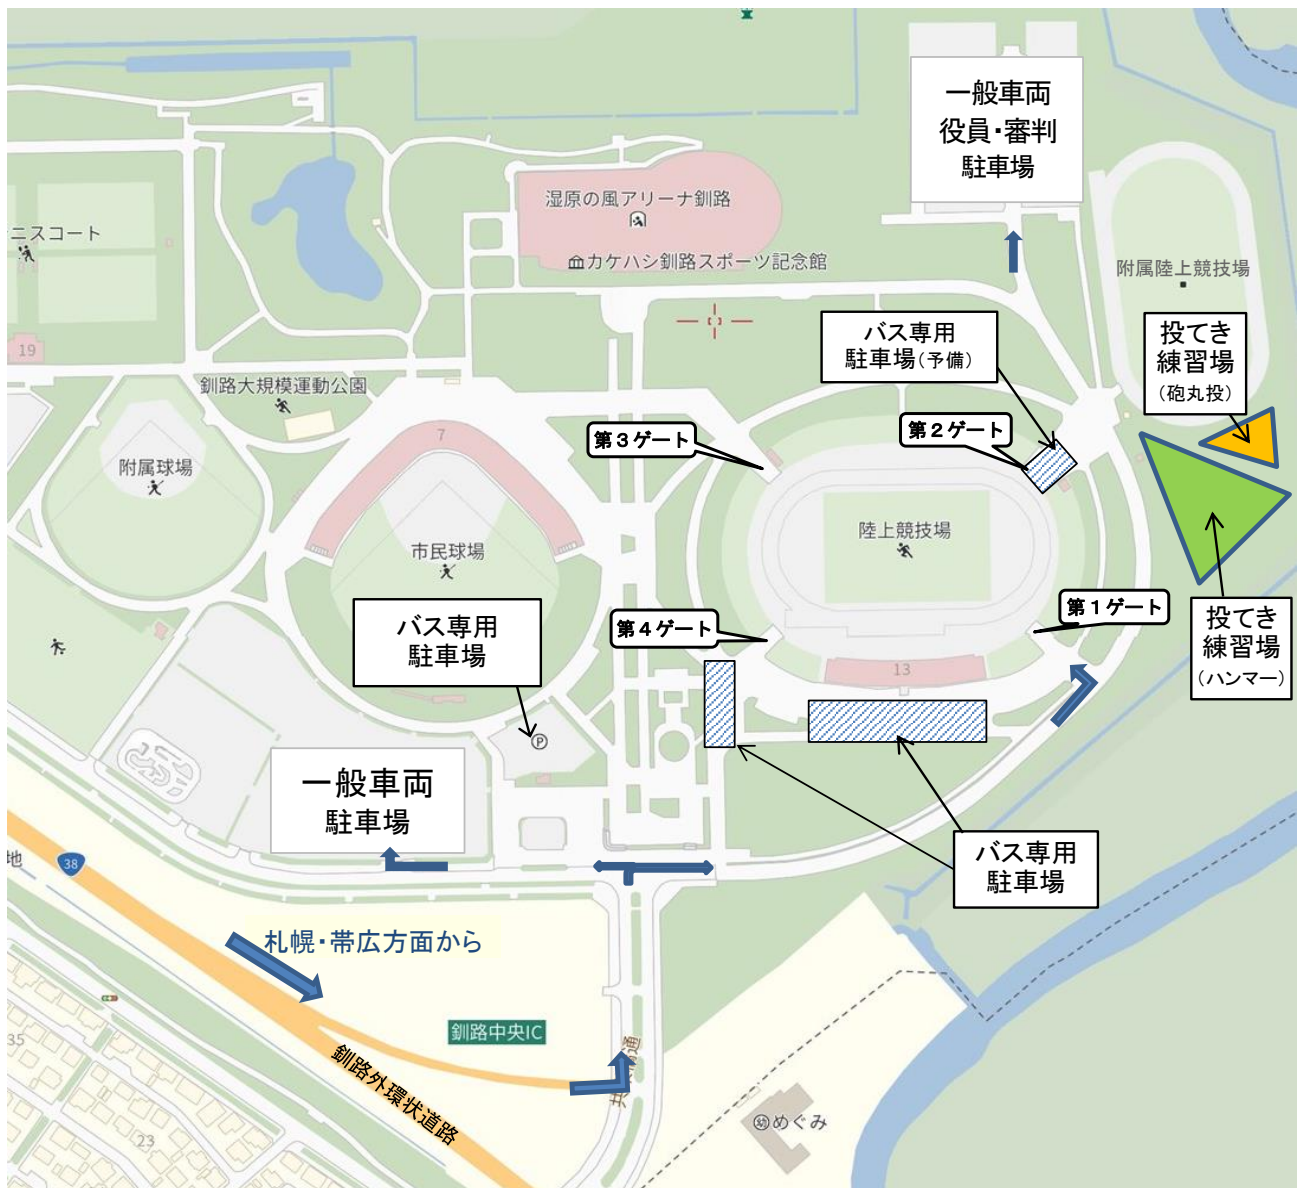 一般車両
役員・審判
駐車場
湿原の風アリーナ釧路
カケハシ釧路スポーツ記念館
ニスコート
附属陸上競技場
バス専用
駐車場(予備)
投てき
練習場
(砲丸投)
19
釧路大規模運動公園
7
第3ゲート
第2ゲート
附属球場
市民球場
陸上競技場
バス専用
駐車場
第4ゲート
第1ゲート
投てき
練習場
(ハンマー)
13
P
一般車両
駐車場
バス専用
駐車場
地
38
札幌・帯広方面から
釧路中央IC
釧路外環状道路
共
通
35
23
幼めぐみ